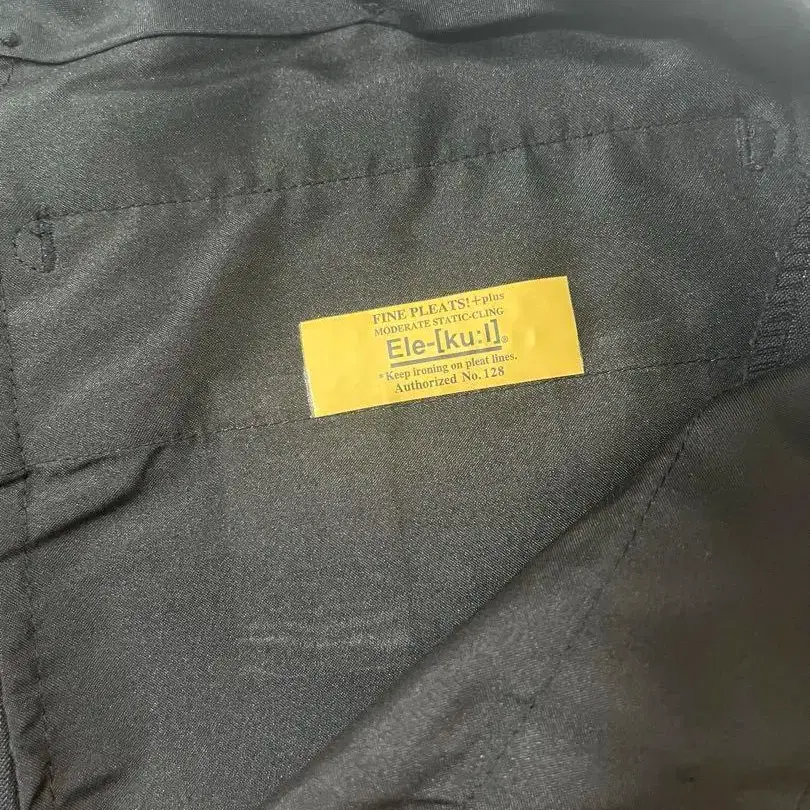 FINE PLEATS!+plus
MODERATE STATIC-CLING
Ele-[ku:l]®
*Keep ironing on pleat lines.
Authorized No. 128